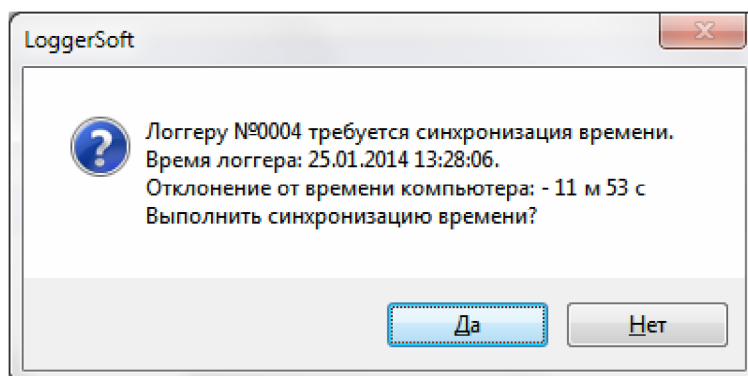 LoggerSoft
Логгеру №0004 требуется синхронизация времени.
Время логгера: 25.01.2014 13:28:06.
Отклонение от времени компьютера: - 11 м 53 с
Выполнить синхронизацию времени?
Да
Нет